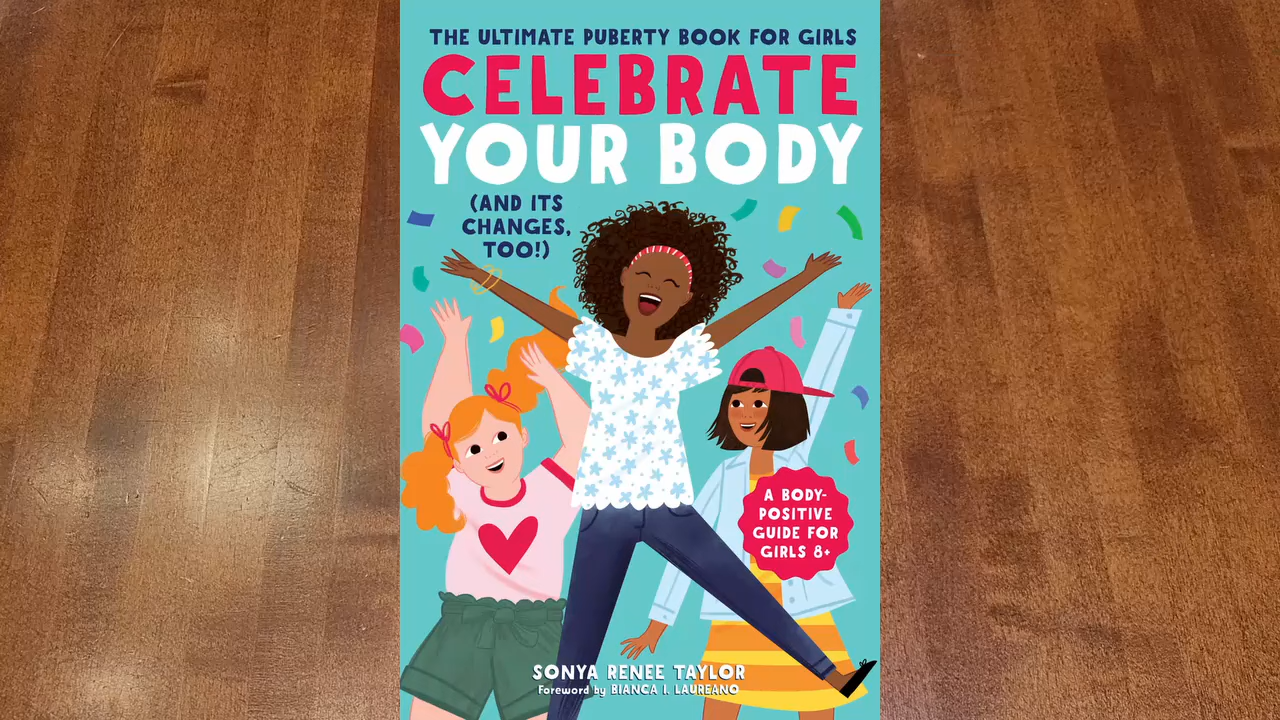 THE ULTIMATE PUBERTY BOOK FOR GIRLS
CELEBRATE
YOUR BODY
(AND ITS
CHANGES,
TOO!)
A BODY-
POSITIVE
GUIDE FOR
GIRLS 8+
SONYA RENEE TAYLOR
Foreword by BIANCA I. LAUREANO